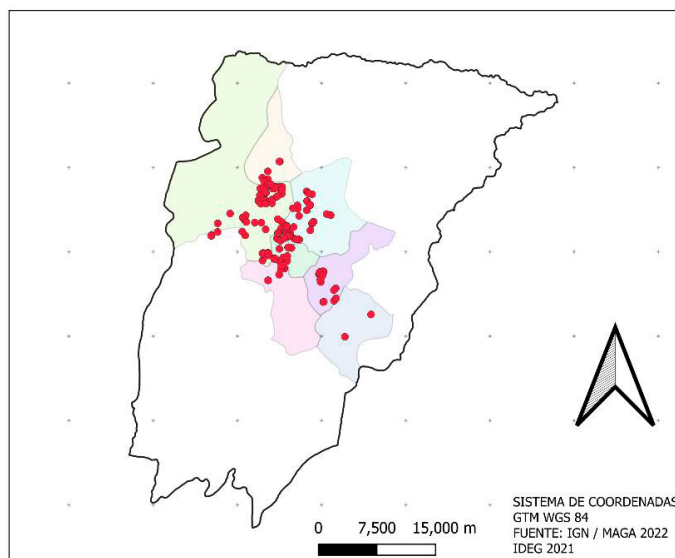 0 7,500 15,000 m
SISTEMA DE COORDENADAS
GTM WGS 84
FUENTE: IGN / MAGA 2022
IDEG 2021